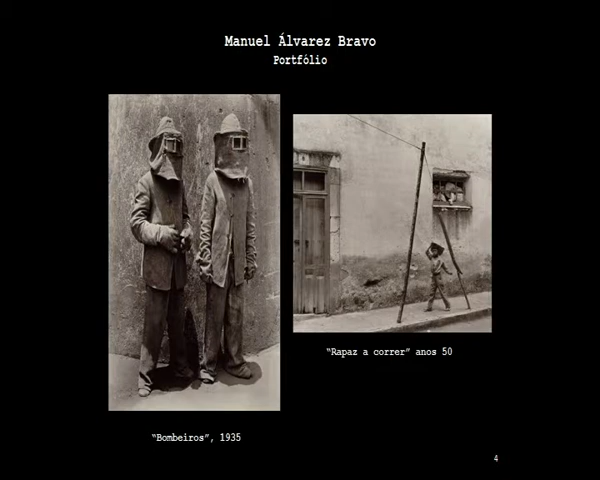 Manuel Álvarez Bravo
Portfólio
"Rapaz a correr" anos 50
"Bombeiros", 1935
4